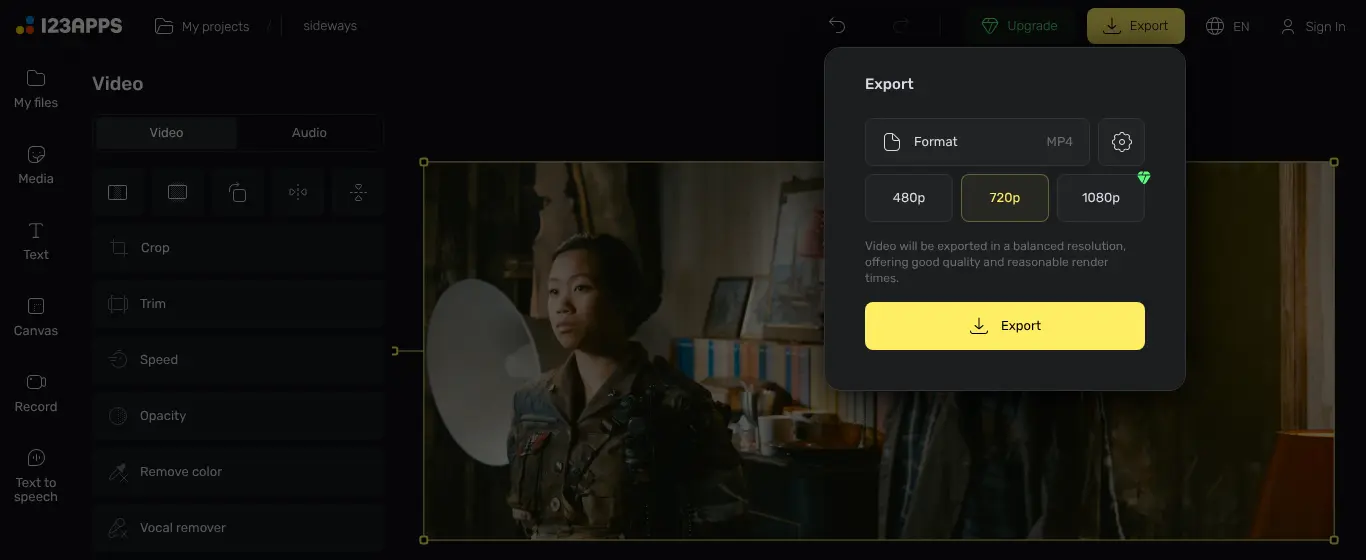 123APPS
My projects
/
sideways
Upgrade
Export
EN
Sign In
My files
Media
Text
Canvas
Record
Text to
speech
Video
Video
Audio
Crop
Trim
Speed
Opacity
Remove color
Vocal remover
Export
Format
MP4
480p
720p
1080p
Video will be exported in a balanced resolution,
offering good quality and reasonable render
times.
Export